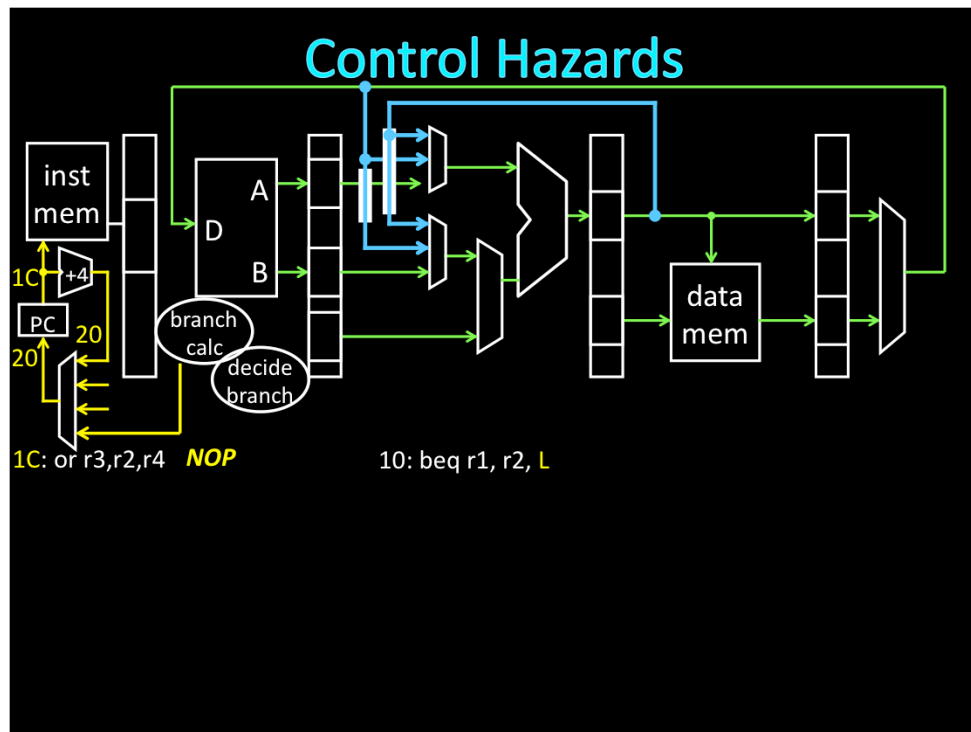 Control Hazards
inst
mem
A
D
B
1C
+4
PC
20
20
branch
calc
decide
branch
data
mem
1C: or r3,r2,r4
NOP
10: beq r1, r2, L